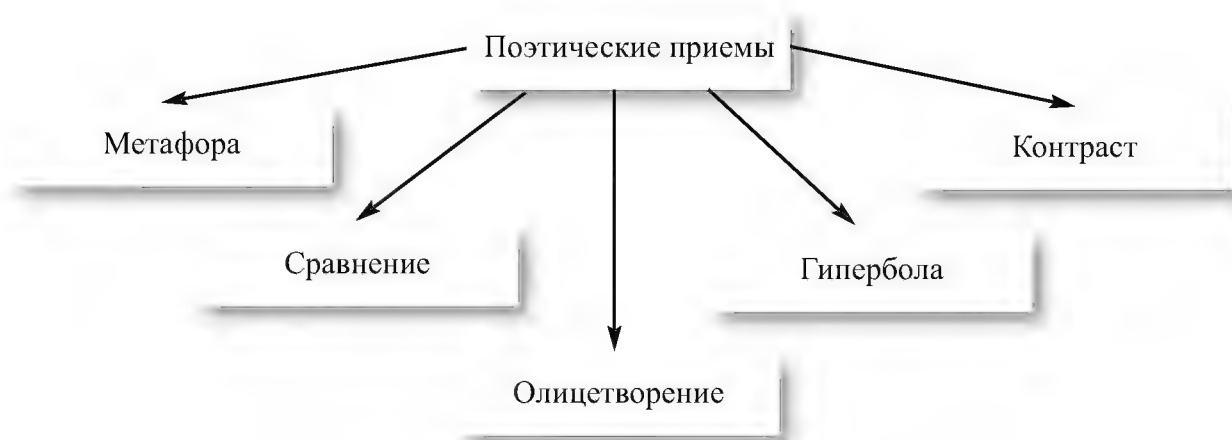 Поэтические приемы
Метафора
Контраст
Сравнение
Гипербола
Олицетворение